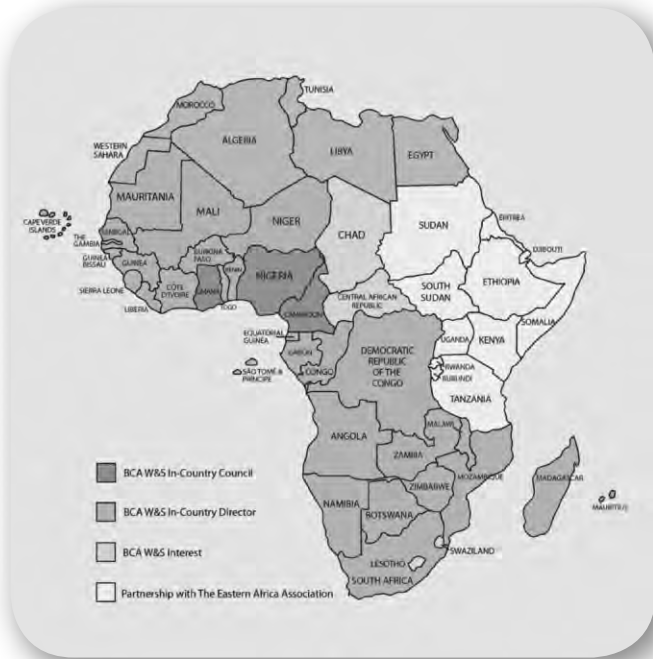 TUNISIA
MOROCCO
ALGERIA
LIBYA
EGYPT
WESTERN
SAHARA
MAURITANIA
MALI
NIGER
CHAD
SUDAN
ERITREA
CAPE VERDE
ISLANDS
SENEGAL
THE
GAMBIA
GUINEA
BISSAU
GUINEA
BURKINA
FASO
BENIN
NIGERIA
DJIBOUTI
ETHIOPIA
SOUTH
SUDAN
SIERRA LEONE
CÔTE
D'IVOIRE
GHANA
LIBERIA
TOGO
CAMEROON
CENTRAL AFRICAN
REPUBLIC
SOMALIA
EQUATORIAL
GUINEA
UGANDA
KENYA
GABON
CONGO
DEMOCRATIC
REPUBLIC
OF THE
CONGO
RWANDA
BURUNDI
SÃO TOMÉ &
PRINCIPE
TANZANIA
ANGOLA
MALAWI
ZAMBIA
MOZAMBIQUE
MADAGASCAR
ZIMBABWE
MAURITIUS
NAMIBIA
BOTSWANA
SWAZILAND
LESOTHO
SOUTH AFRICA
BCA W&S In-Country Council
BCA W&S In-Country Director
BCA W&S Interest
Partnership with The Eastern Africa Association